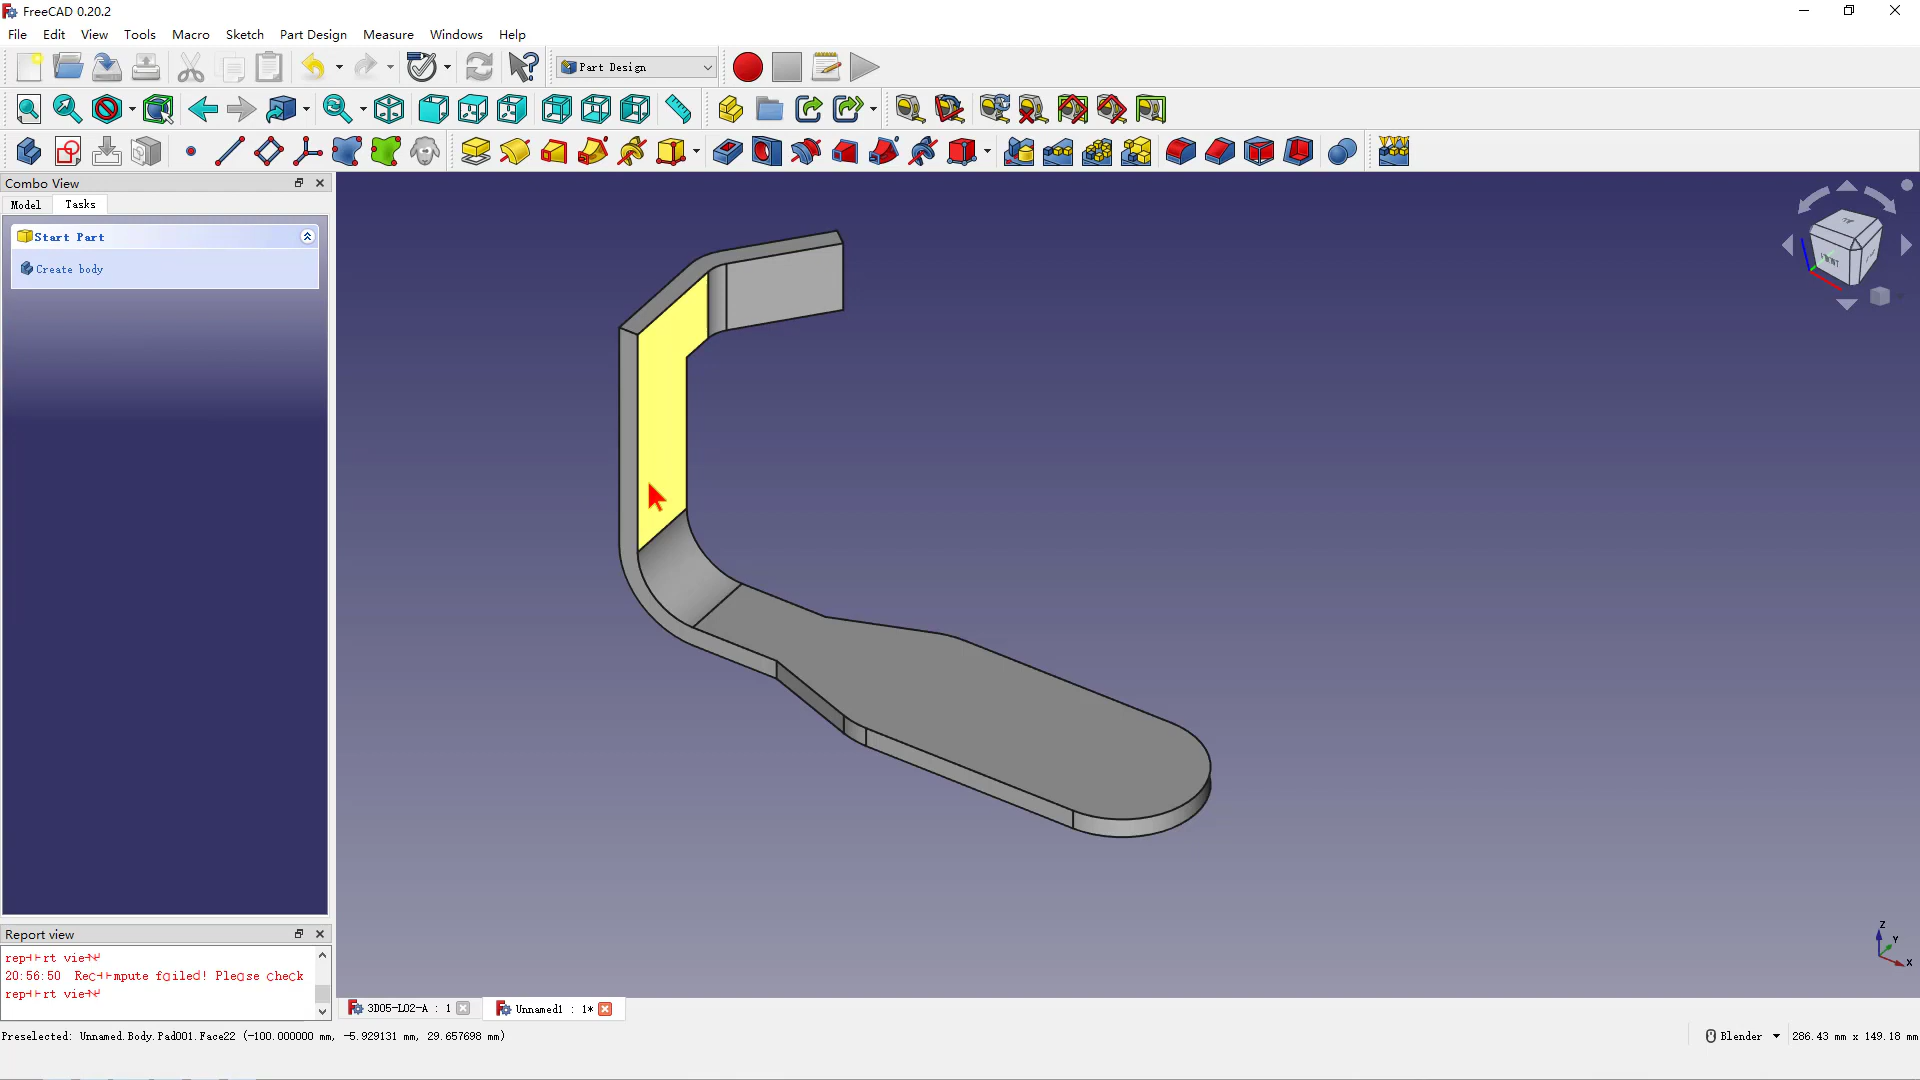 FreeCAD 0.20.2
File Edit View Tools Macro Sketch Part Design Measure Windows Help
Part Design
Combo View
Model Tasks
Start Part
Create body
TOP
FRONT
Z
Y
X
Report view
20:56:50
3D05-L02-A : 1
Unnamed1 : 1*
Preselected: Unnamed.Body.Pad001.Face22 (-100.000000 mm, -5.929131 mm, 29.657698 mm)
Blender
286.43 mm x 149.18 mm